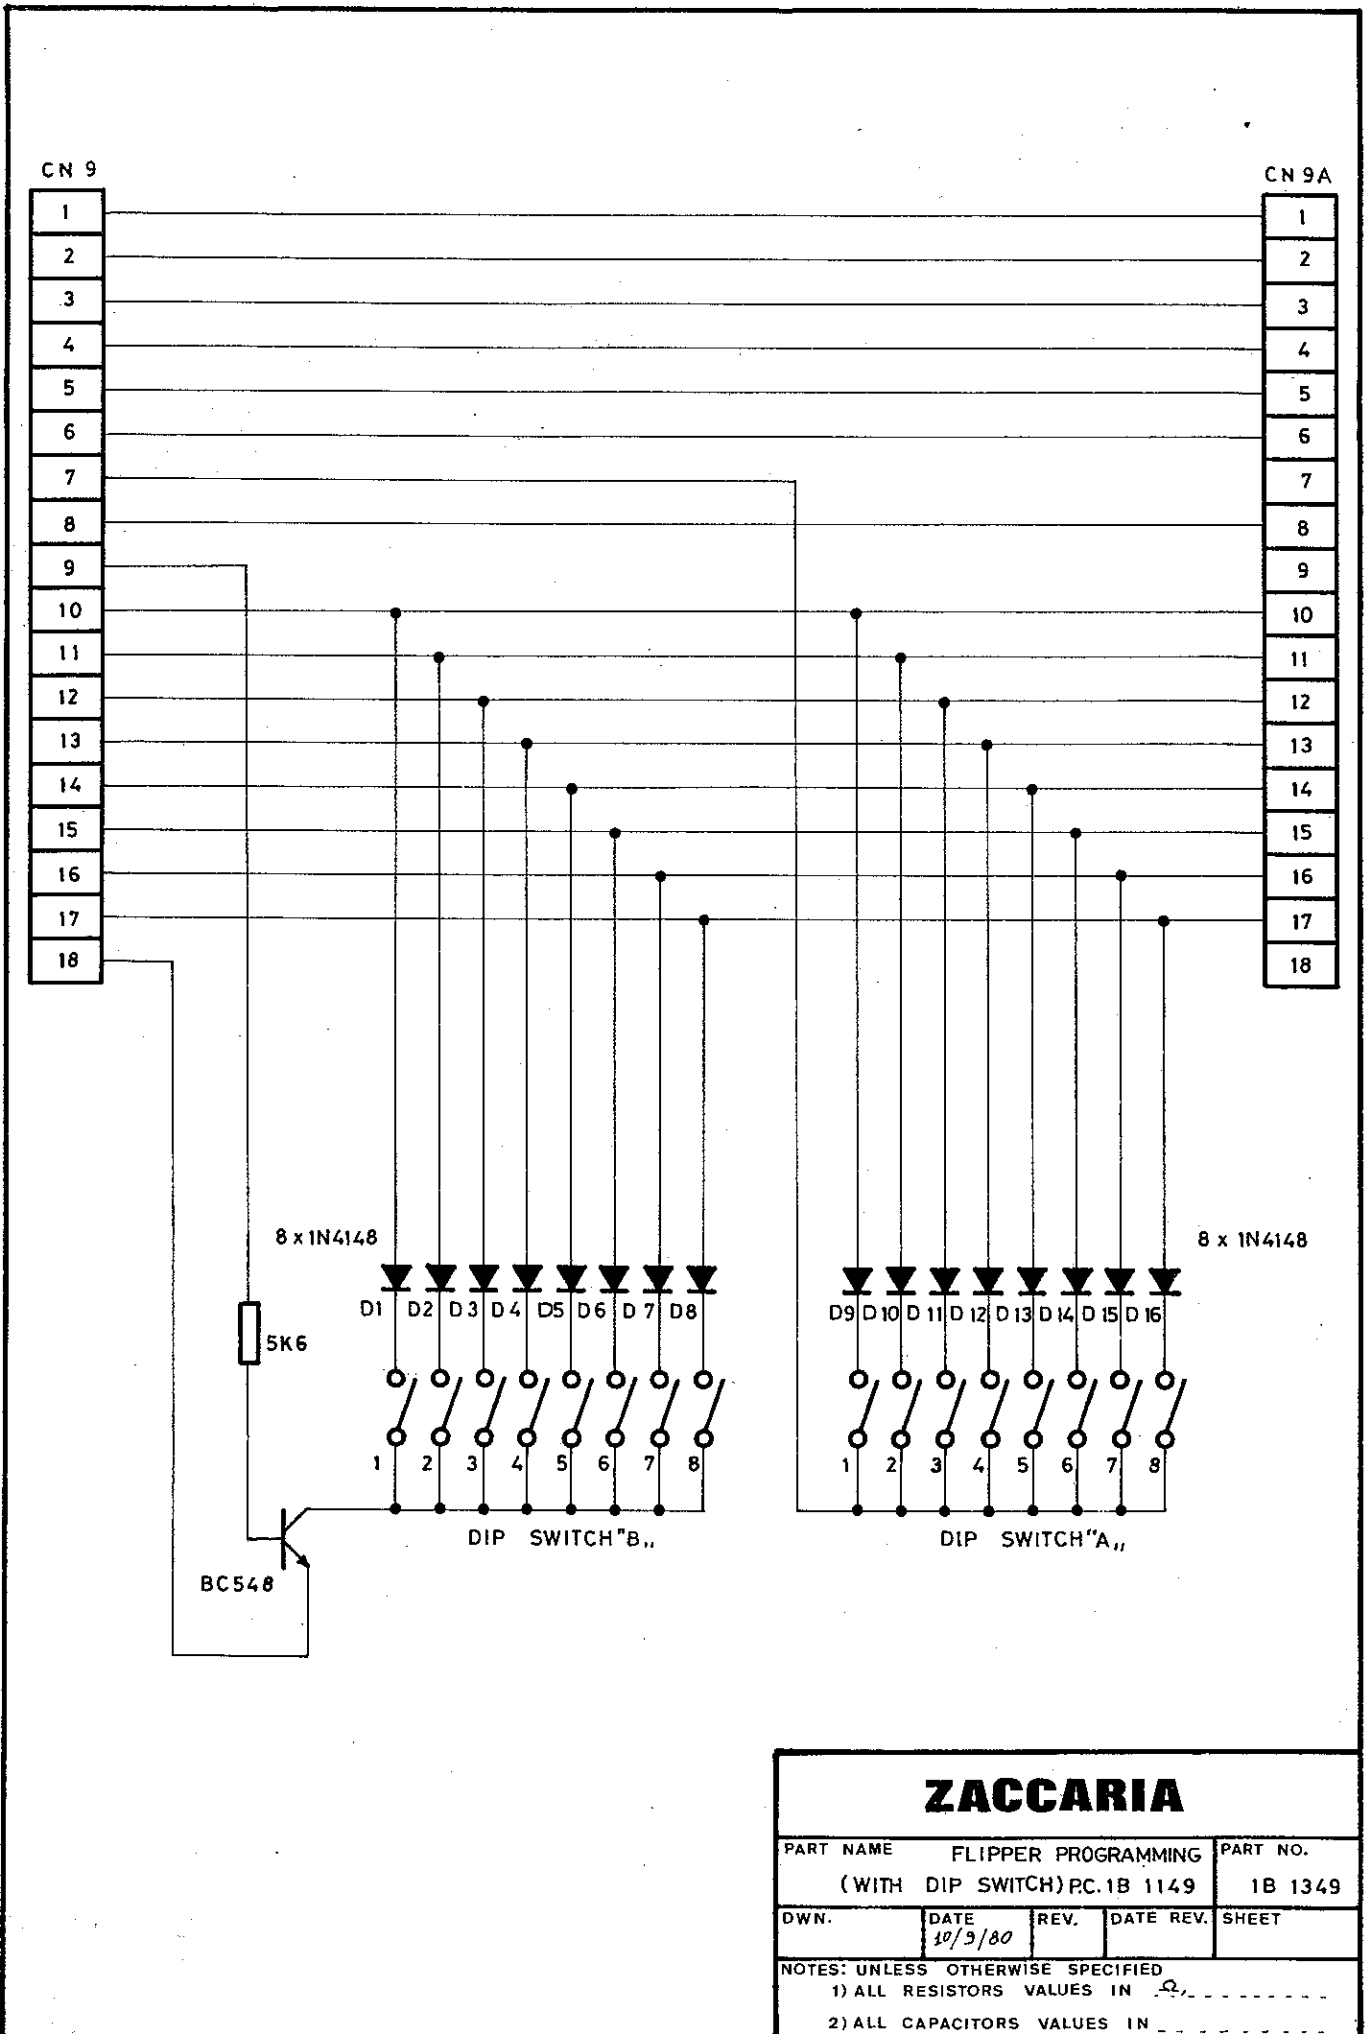 CN 9
CN 9A
1
2
3
4
5
6
7
8
9
10
11
12
13
14
15
16
17
18
1
2
3
4
5
6
7
8
9
10
11
12
13
14
15
16
17
18
8 x 1N4148
8 x 1N4148
D1 D2 D3 D4 D5 D6 D7 D8
D9 D10 D11 D12 D13 D14 D15 D16
5K6
1 2 3 4 5 6 7 8
1 2 3 4 5 6 7 8
DIP SWITCH "B„
DIP SWITCH "A„
BC548
ZACCARIA
PART NAME FLIPPER PROGRAMMING
(WITH DIP SWITCH) P.C. 1B 1149
PART NO.
1B 1349
DWN.
DATE
10/9/80
REV.
DATE REV.
SHEET
NOTES: UNLESS OTHERWISE SPECIFIED
1) ALL RESISTORS VALUES IN Ω,
2) ALL CAPACITORS VALUES IN